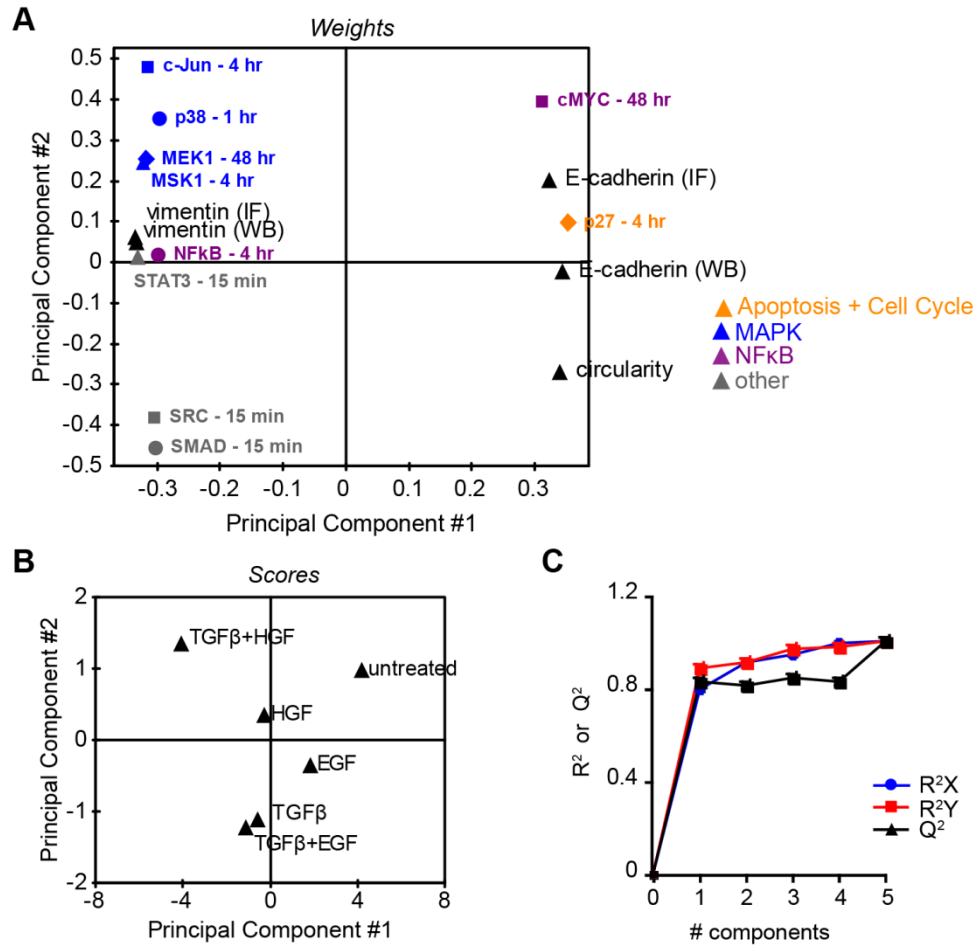 A
Weights
Principal Component #2
0.5
0.4
0.3
0.2
0.1
0
-0.1
-0.2
-0.3
-0.4
-0.5
c-Jun - 4 hr
p38 - 1 hr
MEK1 - 48 hr
MSK1 - 4 hr
vimentin (IF)
vimentin (WB)
NFkB - 4 hr
STAT3 - 15 min
SRC - 15 min
SMAD - 15 min
cMYC - 48 hr
E-cadherin (IF)
p27 - 4 hr
E-cadherin (WB)
circularity
Apoptosis + Cell Cycle
MAPK
NFκB
other
-0.3 -0.2 -0.1 0 0.1 0.2 0.3
Principal Component #1
B
Scores
Principal Component #2
2
1
0
-1
-2
TGFβ+HGF
untreated
HGF
EGF
TGFβ
TGFβ+EGF
-8 -4 0 4 8
Principal Component #1
C
R² or Q²
1.2
0.8
0.4
0
R²X
R²Y
Q²
0 1 2 3 4 5
# components